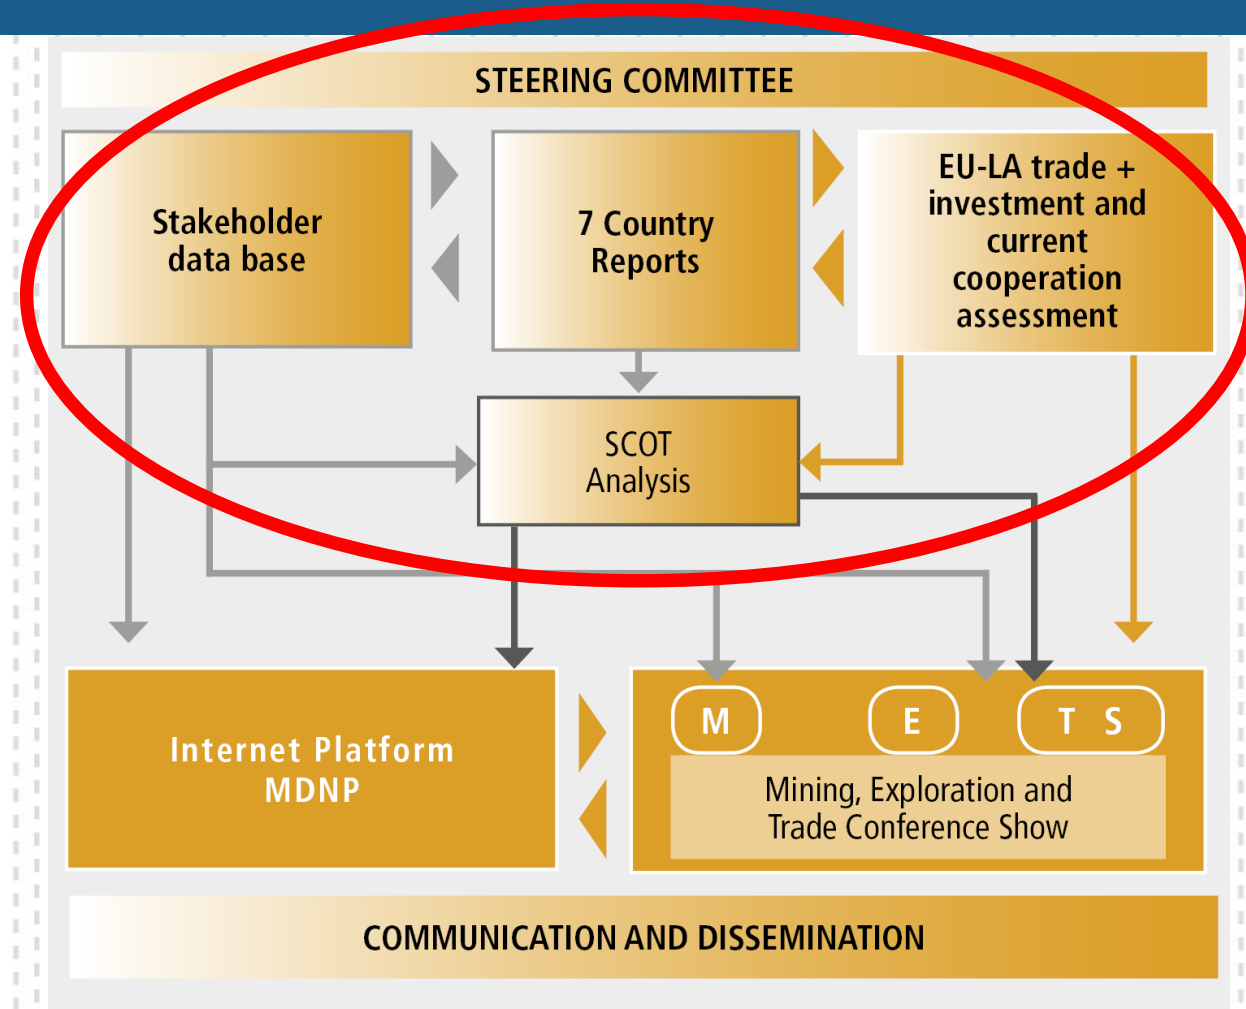 STEERING COMMITTEE
Stakeholder
data base
7 Country
Reports
EU-LA trade +
investment and
current
cooperation
assessment
SCOT
Analysis
Internet Platform
MDNP
M
E
T S
Mining, Exploration and
Trade Conference Show
COMMUNICATION AND DISSEMINATION